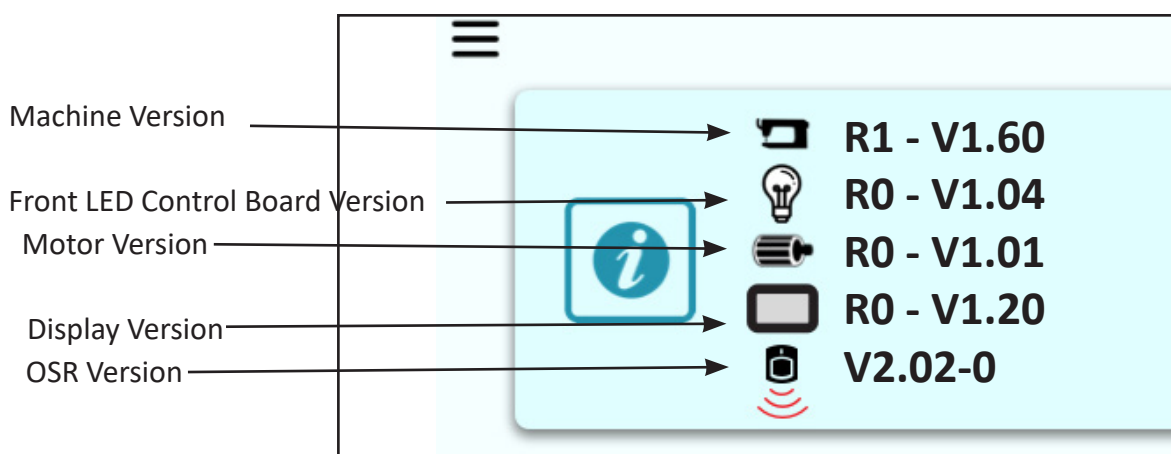 Machine Version
R1 - V1.60
Front LED Control Board Version
R0 - V1.04
Motor Version
R0 - V1.01
Display Version
R0 - V1.20
OSR Version
V2.02-0
i